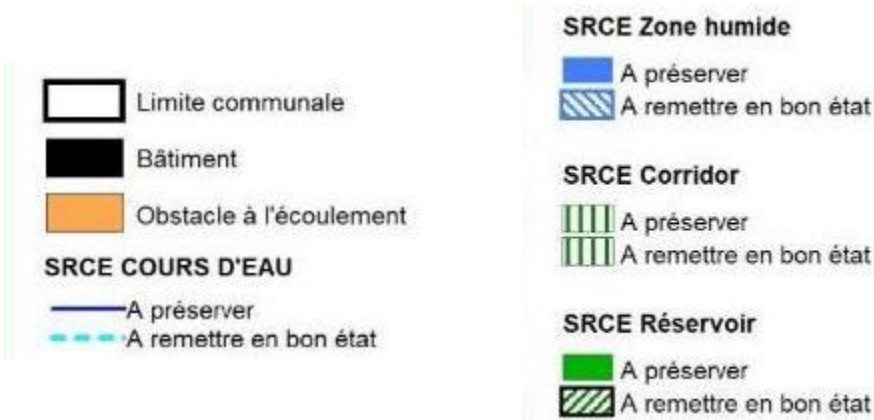 Limite communale
Bâtiment
Obstacle à l'écoulement
SRCE COURS D'EAU
A préserver
A remettre en bon état
SRCE Zone humide
A préserver
A remettre en bon état
SRCE Corridor
A préserver
A remettre en bon état
SRCE Réservoir
A préserver
A remettre en bon état